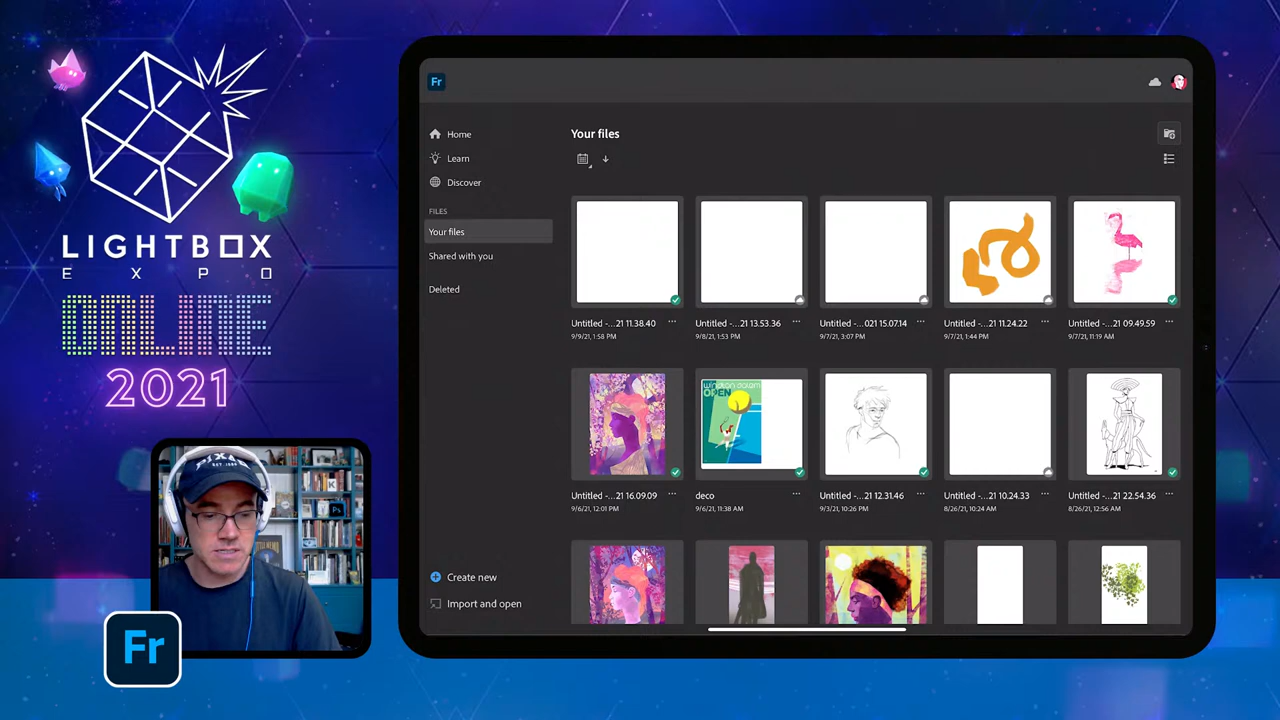 LIGHTBOX
EXPO
ONLINE
2021
PIXAR
Fr
Fr
Home
Learn
Discover
FILES
Your files
Shared with you
Deleted
Create new
Import and open
Your files
Untitled -...21 11.38.40 ...
9/9/21, 1:58 PM
Untitled -...21 13.53.36 ...
9/8/21, 1:53 PM
Untitled -...021 15.07.14 ...
9/7/21, 3:07 PM
Untitled -...21 11.24.22 ...
9/7/21, 1:44 PM
Untitled -...21 09.49.59 ...
9/7/21, 11:19 AM
OPEN
Untitled -...21 16.09.09 ...
9/6/21, 12:01 PM
deco ...
9/6/21, 11:38 AM
Untitled -...21 12.31.46 ...
9/3/21, 10:26 PM
Untitled -...21 10.24.33 ...
8/26/21, 10:24 AM
Untitled -...21 22.54.36 ...
8/26/21, 12:56 AM